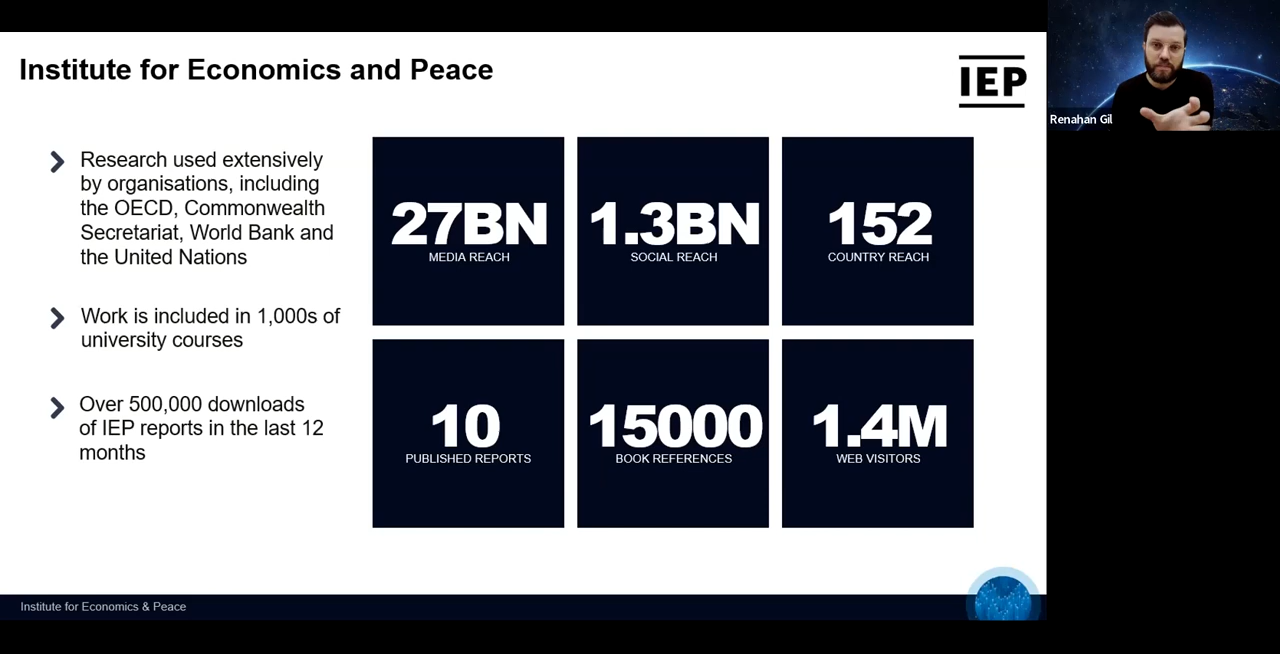 Institute for Economics and Peace
IEP
Renahan Gil
Research used extensively
by organisations, including
the OECD, Commonwealth
Secretariat, World Bank and
the United Nations
Work is included in 1,000s of
university courses
Over 500,000 downloads
of IEP reports in the last 12
months
27BN
MEDIA REACH
1.3BN
SOCIAL REACH
152
COUNTRY REACH
10
PUBLISHED REPORTS
15000
BOOK REFERENCES
1.4M
WEB VISITORS
Institute for Economics & Peace